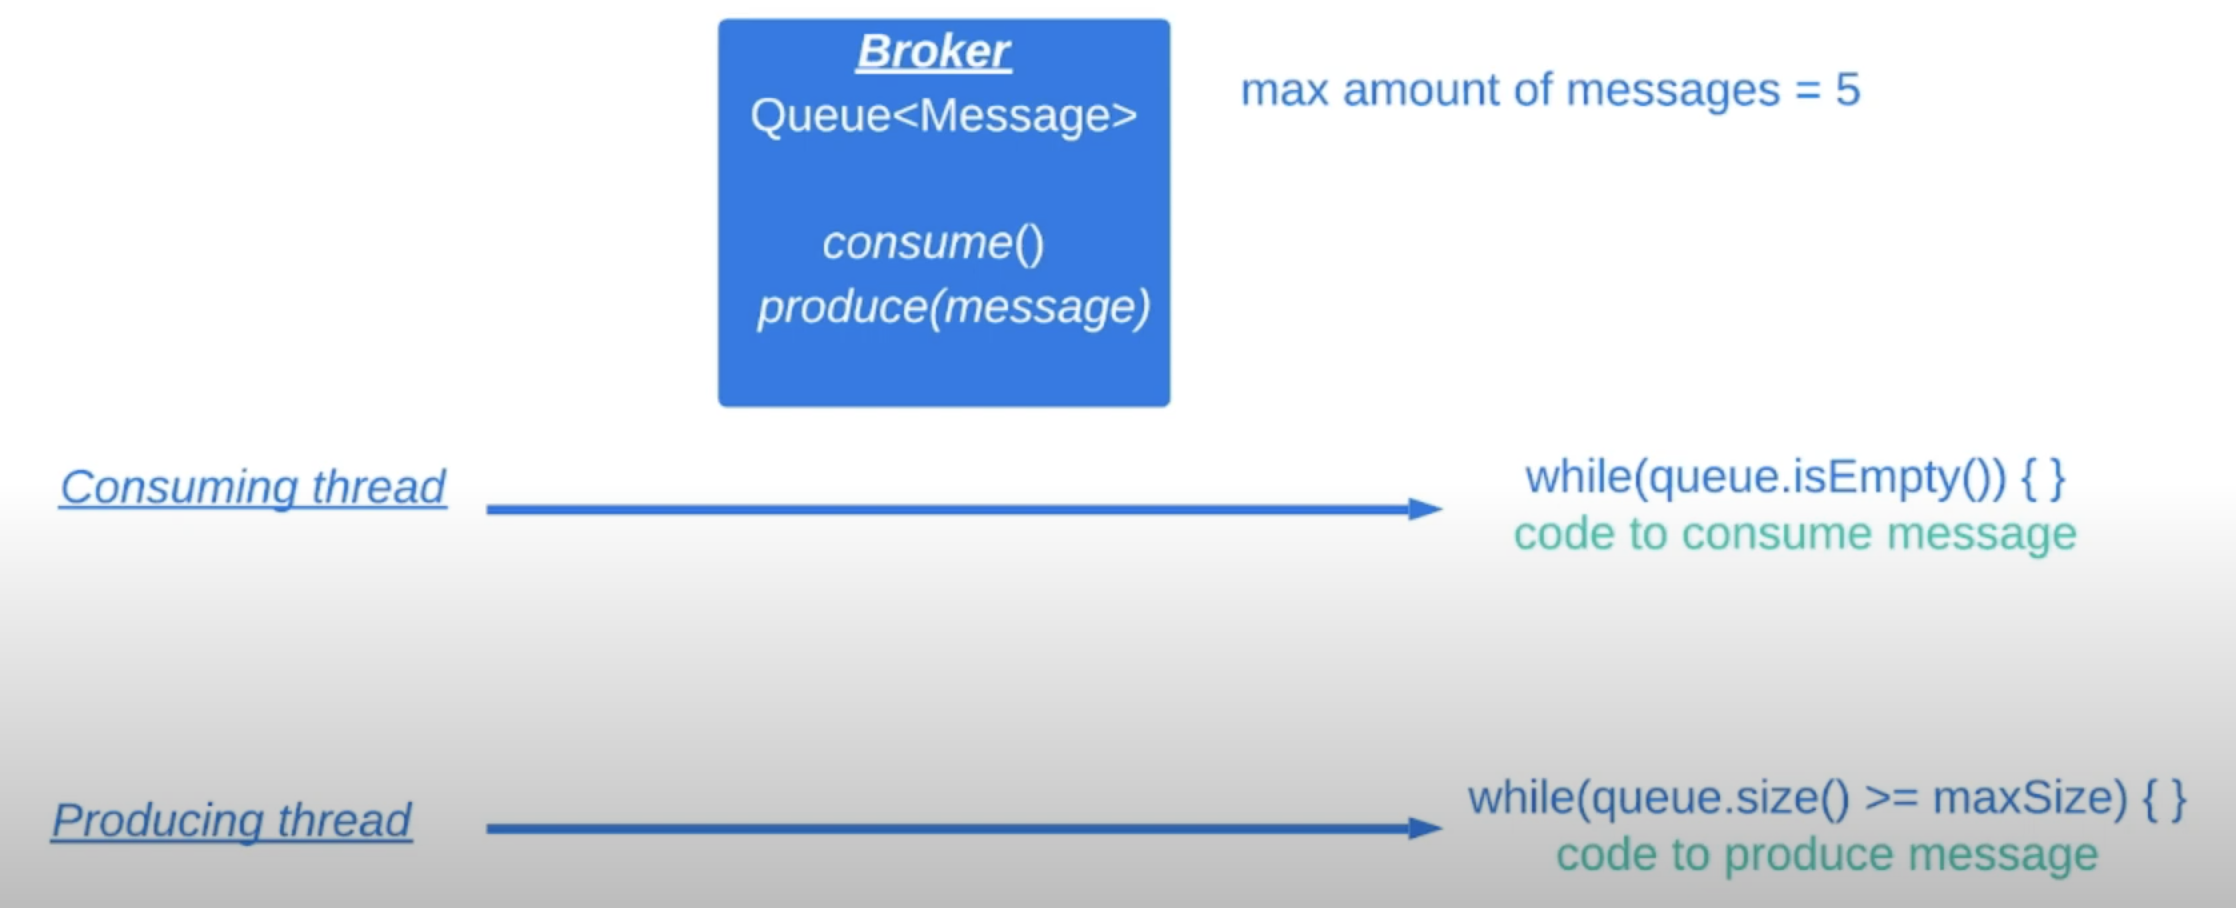 Broker
Queue<Message>
max amount of messages = 5
consume()
produce(message)
Consuming thread
while(queue.isEmpty()) { }
code to consume message
Producing thread
while(queue.size() >= maxSize) { }
code to produce message